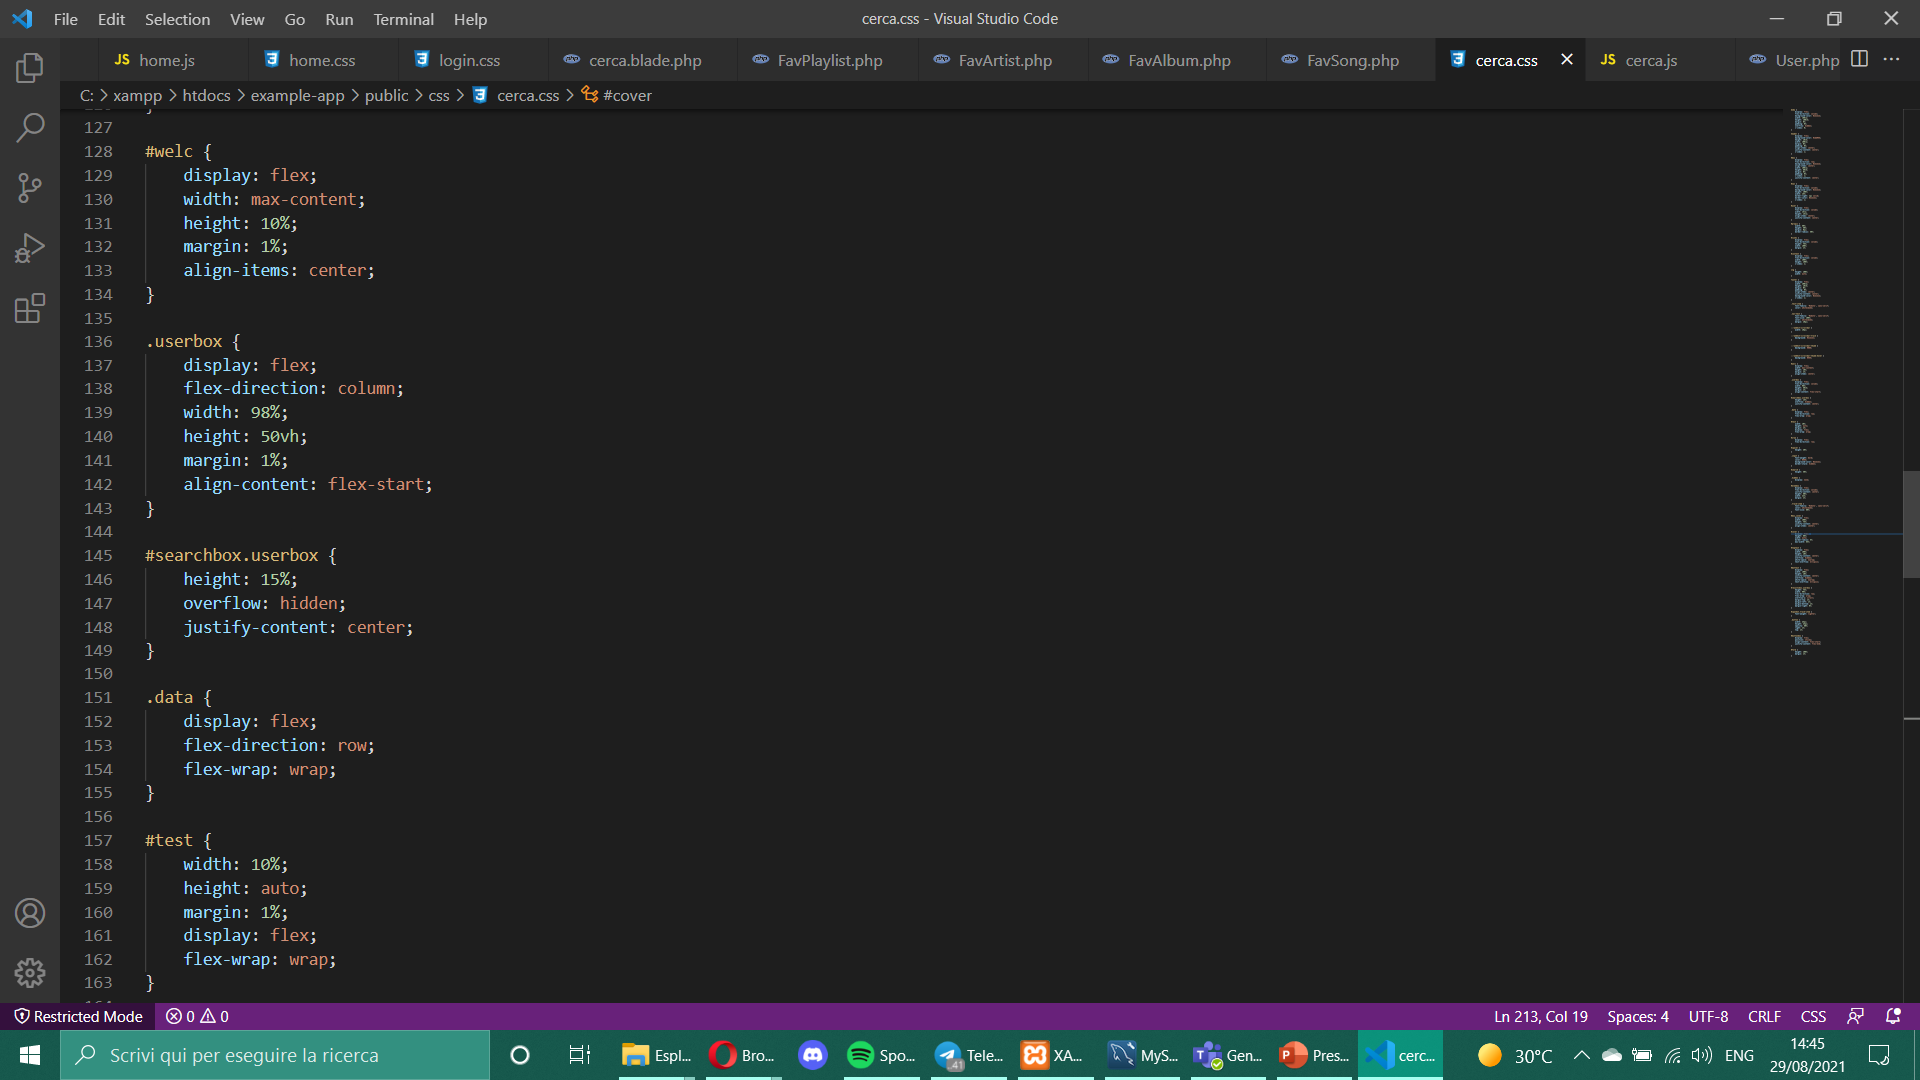 File Edit Selection View Go Run Terminal Help cerca.css - Visual Studio Code
JS home.js home.css login.css cerca.blade.php FavPlaylist.php FavArtist.php FavAlbum.php FavSong.php cerca.css JS cerca.js User.php
C: > xampp > htdocs > example-app > public > css > cerca.css > #cover
127
128 #welc {
129 display: flex;
130 width: max-content;
131 height: 10%;
132 margin: 1%;
133 align-items: center;
134 }
135
136 .userbox {
137 display: flex;
138 flex-direction: column;
139 width: 98%;
140 height: 50vh;
141 margin: 1%;
142 align-content: flex-start;
143 }
144
145 #searchbox.userbox {
146 height: 15%;
147 overflow: hidden;
148 justify-content: center;
149 }
150
151 .data {
152 display: flex;
153 flex-direction: row;
154 flex-wrap: wrap;
155 }
156
157 #test {
158 width: 10%;
159 height: auto;
160 margin: 1%;
161 display: flex;
162 flex-wrap: wrap;
163 }
Restricted Mode 0 0 Ln 213, Col 19 Spaces: 4 UTF-8 CRLF CSS
Scrivi qui per eseguire la ricerca Espl... Bro... Spo... Tele... XA... MyS... Gen... Pres... cerc... 30°C ENG 14:45
29/08/2021